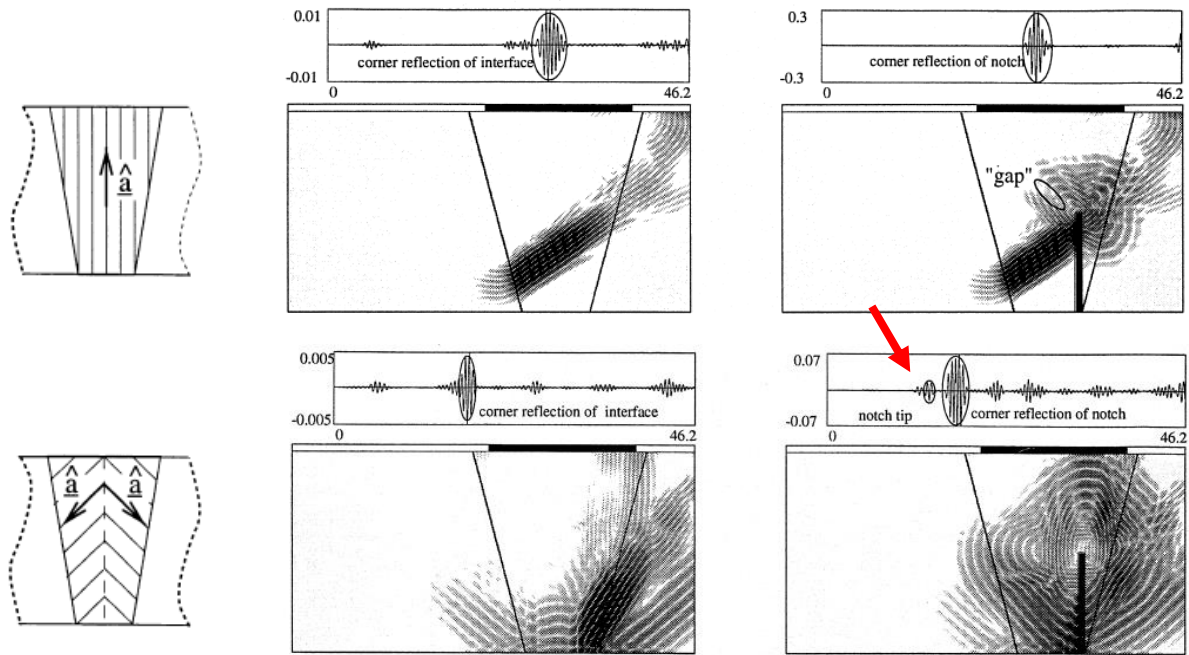 0.01
-0.01
corner reflection of interface
0
46.2
0.3
-0.3
corner reflection of notch
0
46.2
â
"gap"
0.005
-0.005
corner reflection of interface
0
46.2
0.07
-0.07
notch tip
corner reflection of notch
0
46.2
â
â